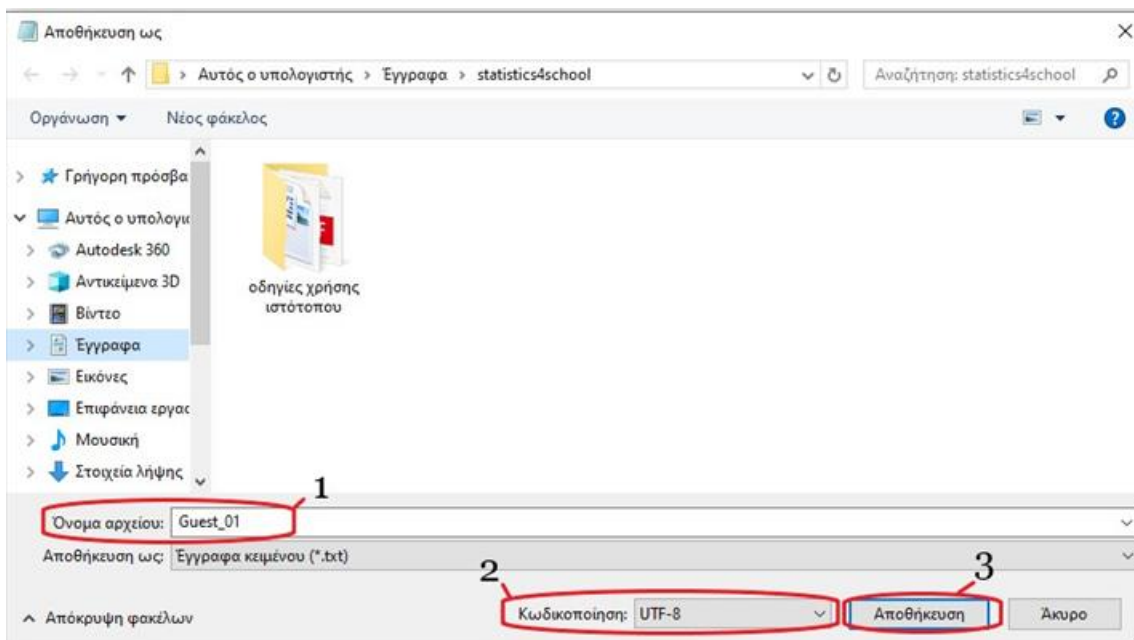 Αποθήκευση ως
Αυτός ο υπολογιστής > Έγγραφα > statistics4school
Αναζήτηση: statistics4school
Οργάνωση
Νέος φάκελος
Γρήγορη πρόσβα
Αυτός ο υπολογισ
Autodesk 360
Αντικείμενα 3D
Βίντεο
Έγγραφα
Εικόνες
Επιφάνεια εργασ
Μουσική
Στοιχεία λήψης
οδηγίες χρήσης
ιστότοπου
1
Όνομα αρχείου: Guest_01
Αποθήκευση ως: Έγγραφα κειμένου (*.txt)
2
3
Απόκρυψη φακέλων
Κωδικοποίηση: UTF-8
Αποθήκευση
Άκυρο